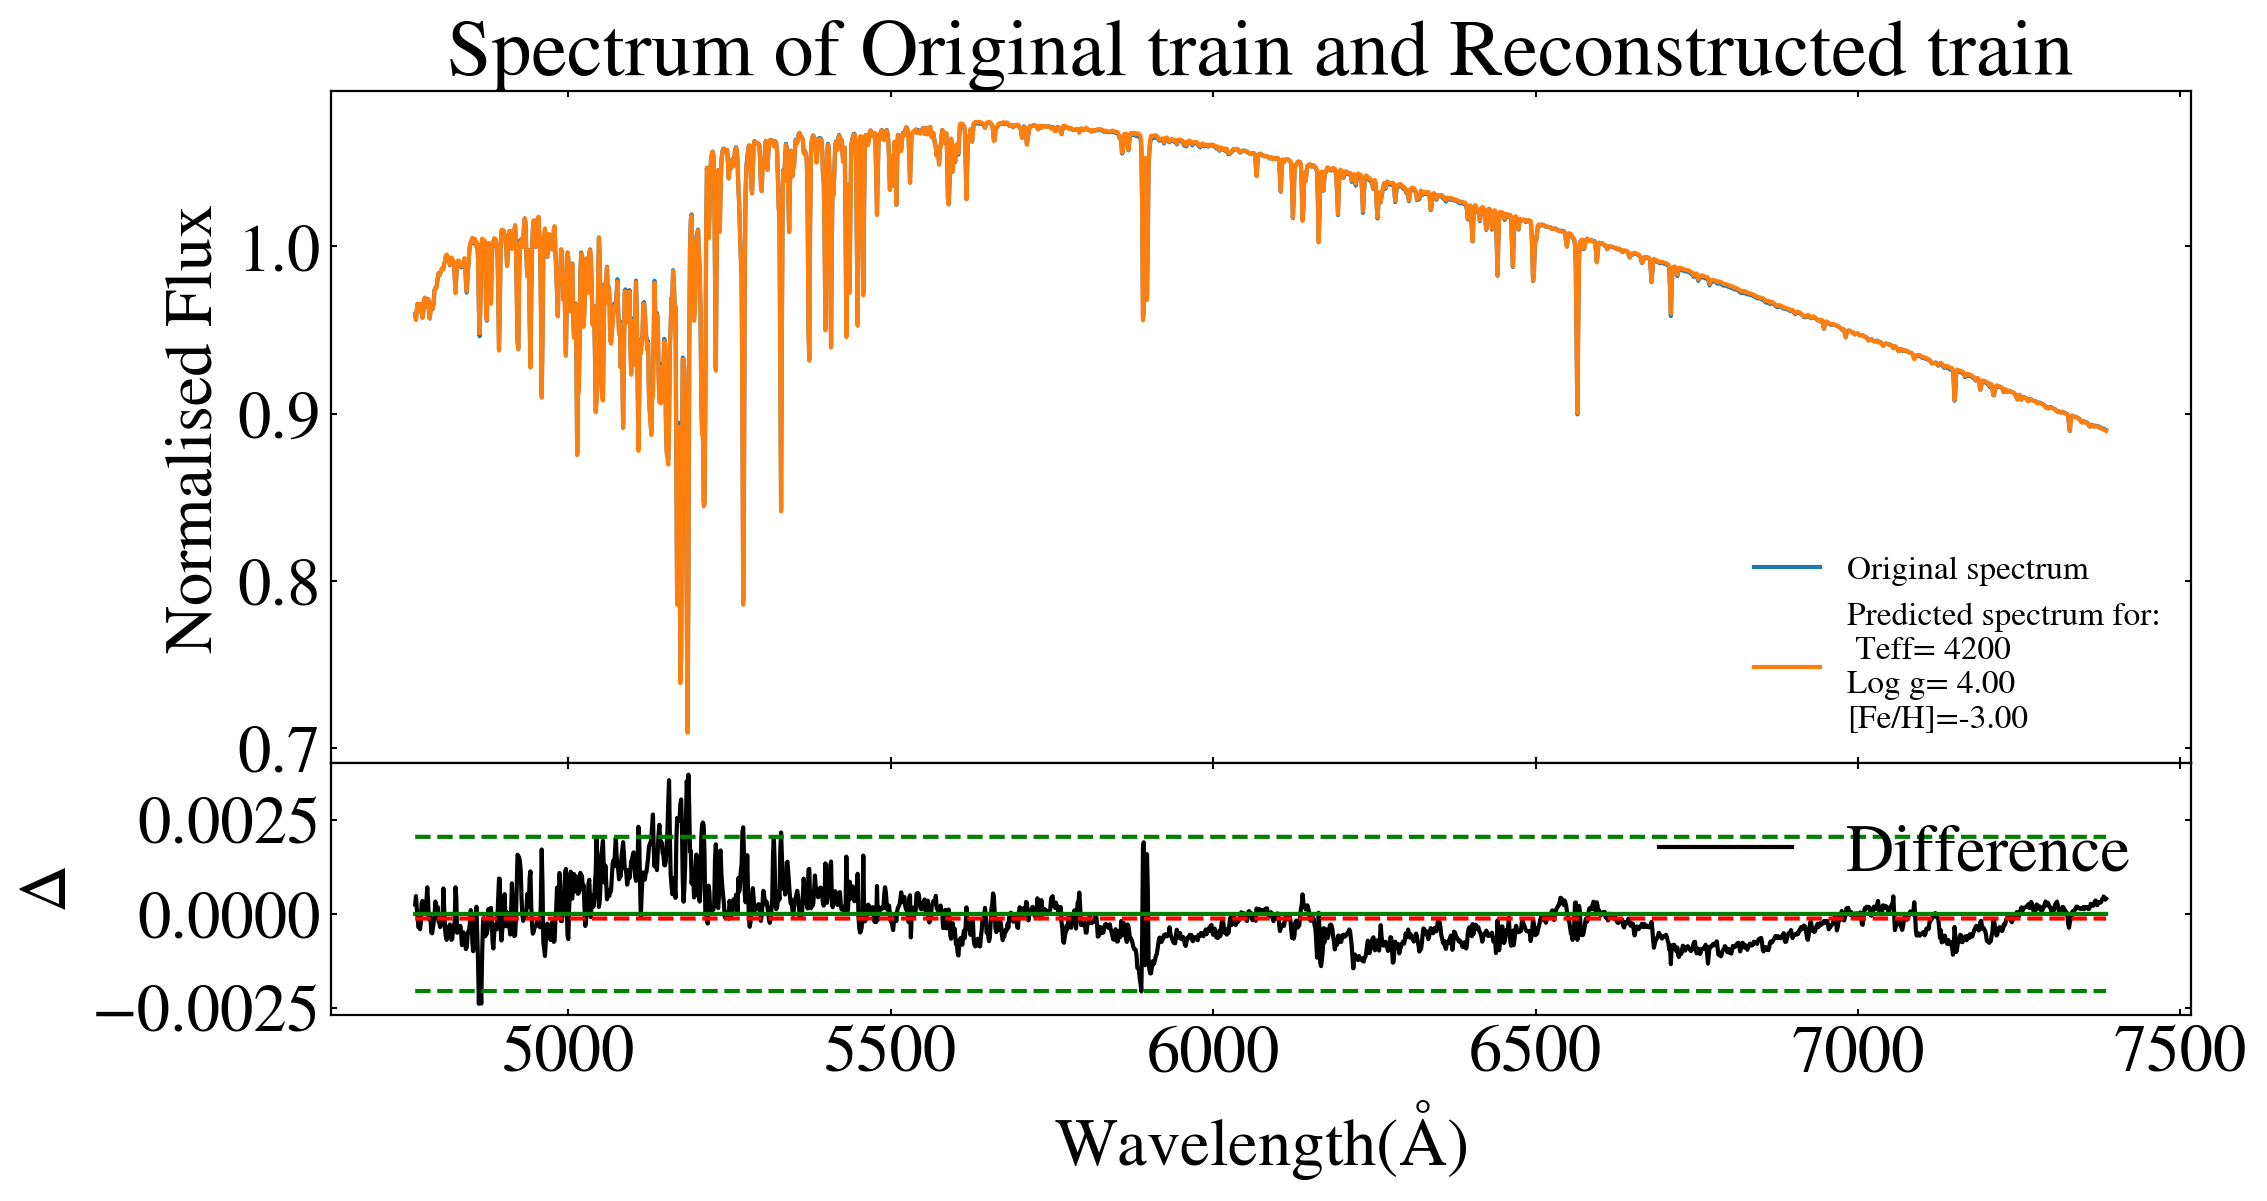 Spectrum of Original train and Reconstructed train
Normalised Flux
1.0
0.9
0.8
0.7
Original spectrum
Predicted spectrum for:
Teff= 4200
Log g= 4.00
[Fe/H]=-3.00
Δ
0.0025
0.0000
−0.0025
Difference
5000 5500 6000 6500 7000 7500
Wavelength(Å)